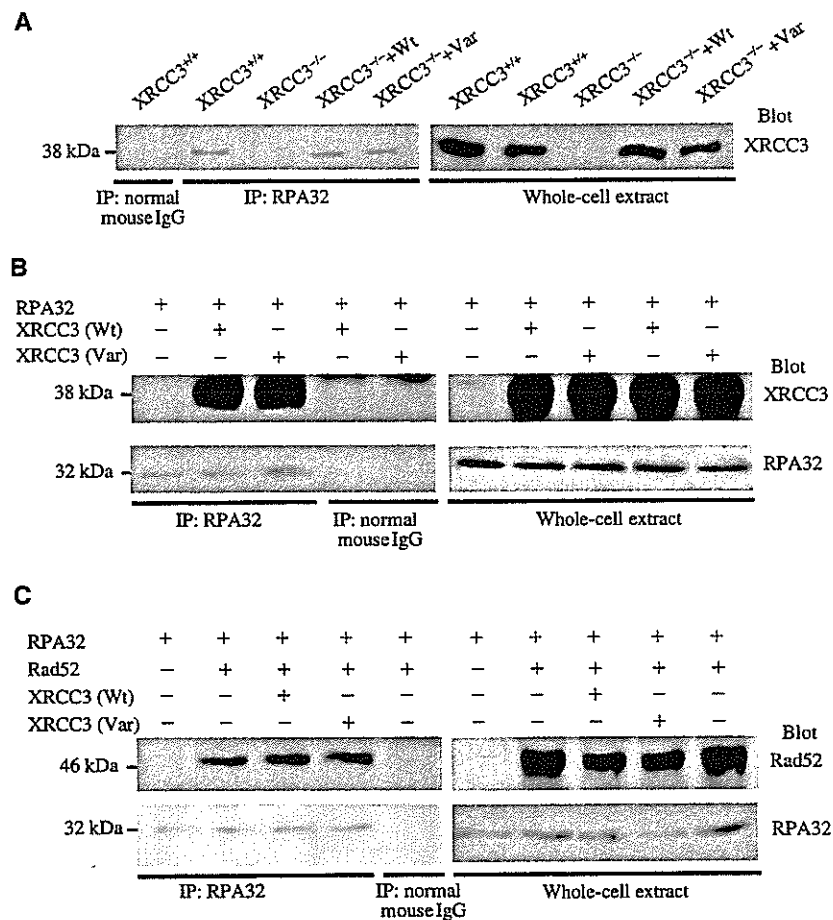 A
XRCC3+/+ XRCC3+/+ XRCC3−/− XRCC3−/−+Wt XRCC3−/−+Var XRCC3+/+ XRCC3+/+ XRCC3−/− XRCC3−/−+Wt XRCC3−/−+Var
Blot
38 kDa XRCC3
IP: normal mouse IgG IP: RPA32 Whole-cell extract
B
RPA32 + + + + + + + + + +
XRCC3 (Wt) − + − + − − + − + −
XRCC3 (Var) − − + − + − − + − +
Blot
38 kDa XRCC3
32 kDa RPA32
IP: RPA32 IP: normal mouse IgG Whole-cell extract
C
RPA32 + + + + + + + + + +
Rad52 − + + + + − + + + +
XRCC3 (Wt) − − + − − − − + − −
XRCC3 (Var) − − − + − − − − + −
Blot
46 kDa Rad52
32 kDa RPA32
IP: RPA32 IP: normal mouse IgG Whole-cell extract